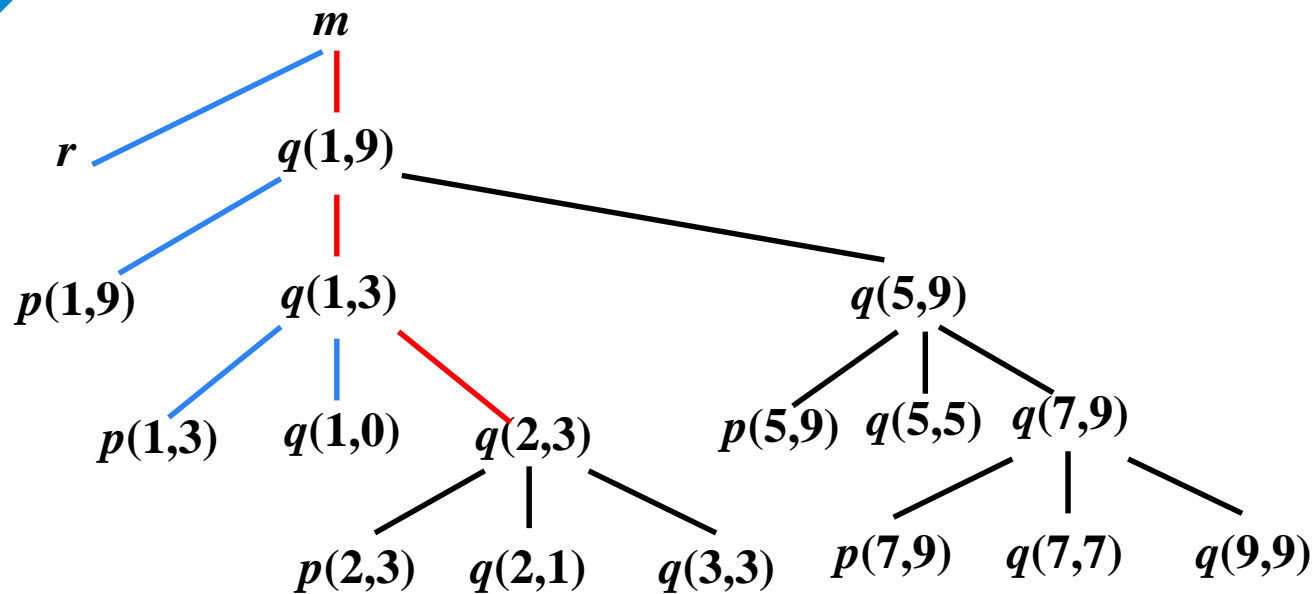 m
r q(1,9)
p(1,9) q(1,3) q(5,9)
p(1,3) q(1,0) q(2,3) p(5,9) q(5,5) q(7,9)
p(2,3) q(2,1) q(3,3) p(7,9) q(7,7) q(9,9)